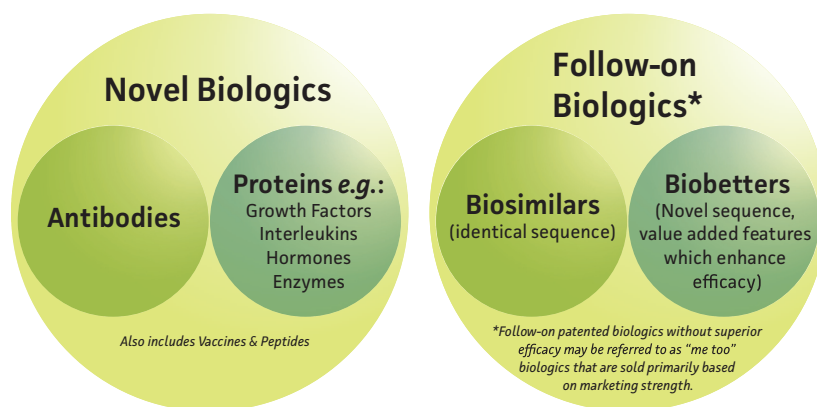 Novel Biologics
Antibodies
Proteins e.g.:
Growth Factors
Interleukins
Hormones
Enzymes
Also includes Vaccines & Peptides
Follow-on
Biologics*
Biosimilars
(identical sequence)
Biobetters
(Novel sequence,
value added features
which enhance
efficacy)
*Follow-on patented biologics without superior
efficacy may be referred to as “me too”
biologics that are sold primarily based
on marketing strength.